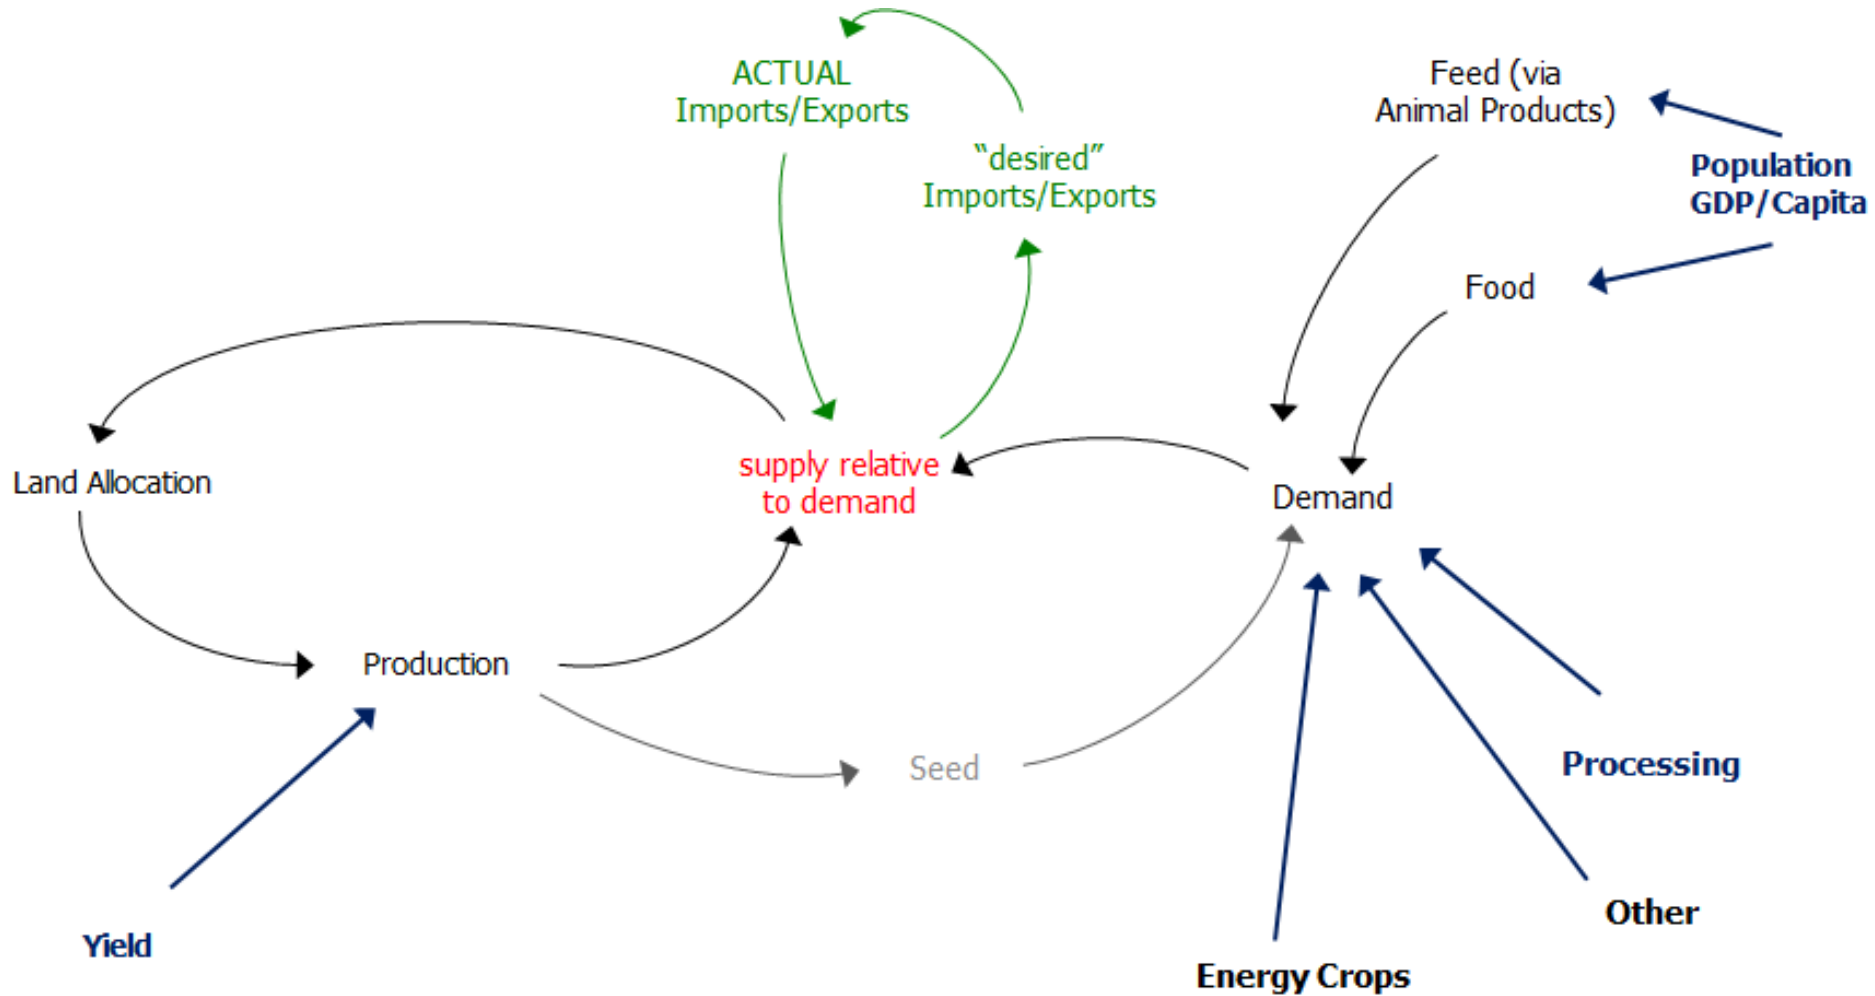 ACTUAL
Imports/Exports
“desired”
Imports/Exports
Feed (via
Animal Products)
Population
GDP/Capita
Food
Land Allocation
supply relative
to demand
Demand
Production
Seed
Processing
Other
Yield
Energy Crops